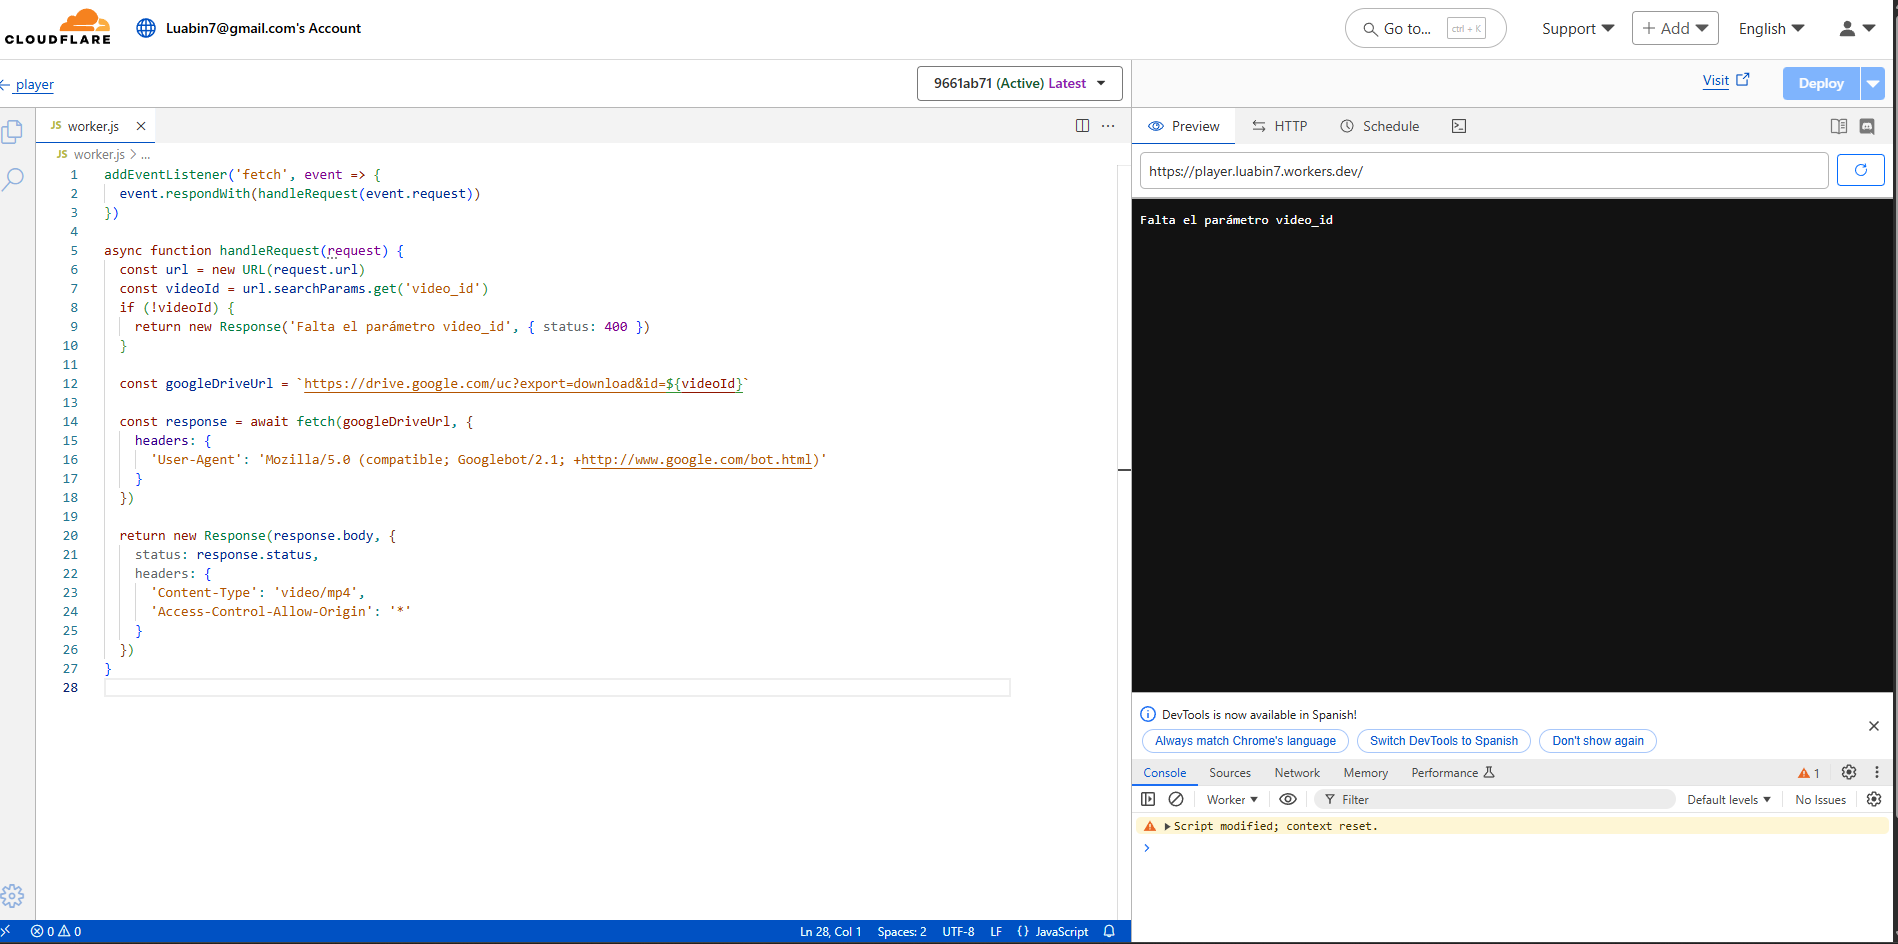 CLOUDFLARE
Luabin7@gmail.com's Account
Go to...
ctrl + K
Support
+ Add
English
← player
9661ab71 (Active) Latest
Visit
Deploy
JS worker.js
JS worker.js > ...
1 addEventListener('fetch', event => {
2 event.respondWith(handleRequest(event.request))
3 })
4
5 async function handleRequest(request) {
6 const url = new URL(request.url)
7 const videoId = url.searchParams.get('video_id')
8 if (!videoId) {
9 return new Response('Falta el parámetro video_id', { status: 400 })
10 }
11
12 const googleDriveUrl = `https://drive.google.com/uc?export=download&id=${videoId}`
13
14 const response = await fetch(googleDriveUrl, {
15 headers: {
16 'User-Agent': 'Mozilla/5.0 (compatible; Googlebot/2.1; +http://www.google.com/bot.html)'
17 }
18 })
19
20 return new Response(response.body, {
21 status: response.status,
22 headers: {
23 'Content-Type': 'video/mp4',
24 'Access-Control-Allow-Origin': '*'
25 }
26 })
27 }
28
Preview
HTTP
Schedule
https://player.luabin7.workers.dev/
Falta el parámetro video_id
DevTools is now available in Spanish!
Always match Chrome's language
Switch DevTools to Spanish
Don't show again
Console
Sources
Network
Memory
Performance
1
Worker
Filter
Default levels
No Issues
Script modified; context reset.
>
0 0
Ln 28, Col 1
Spaces: 2
UTF-8
LF
{} JavaScript